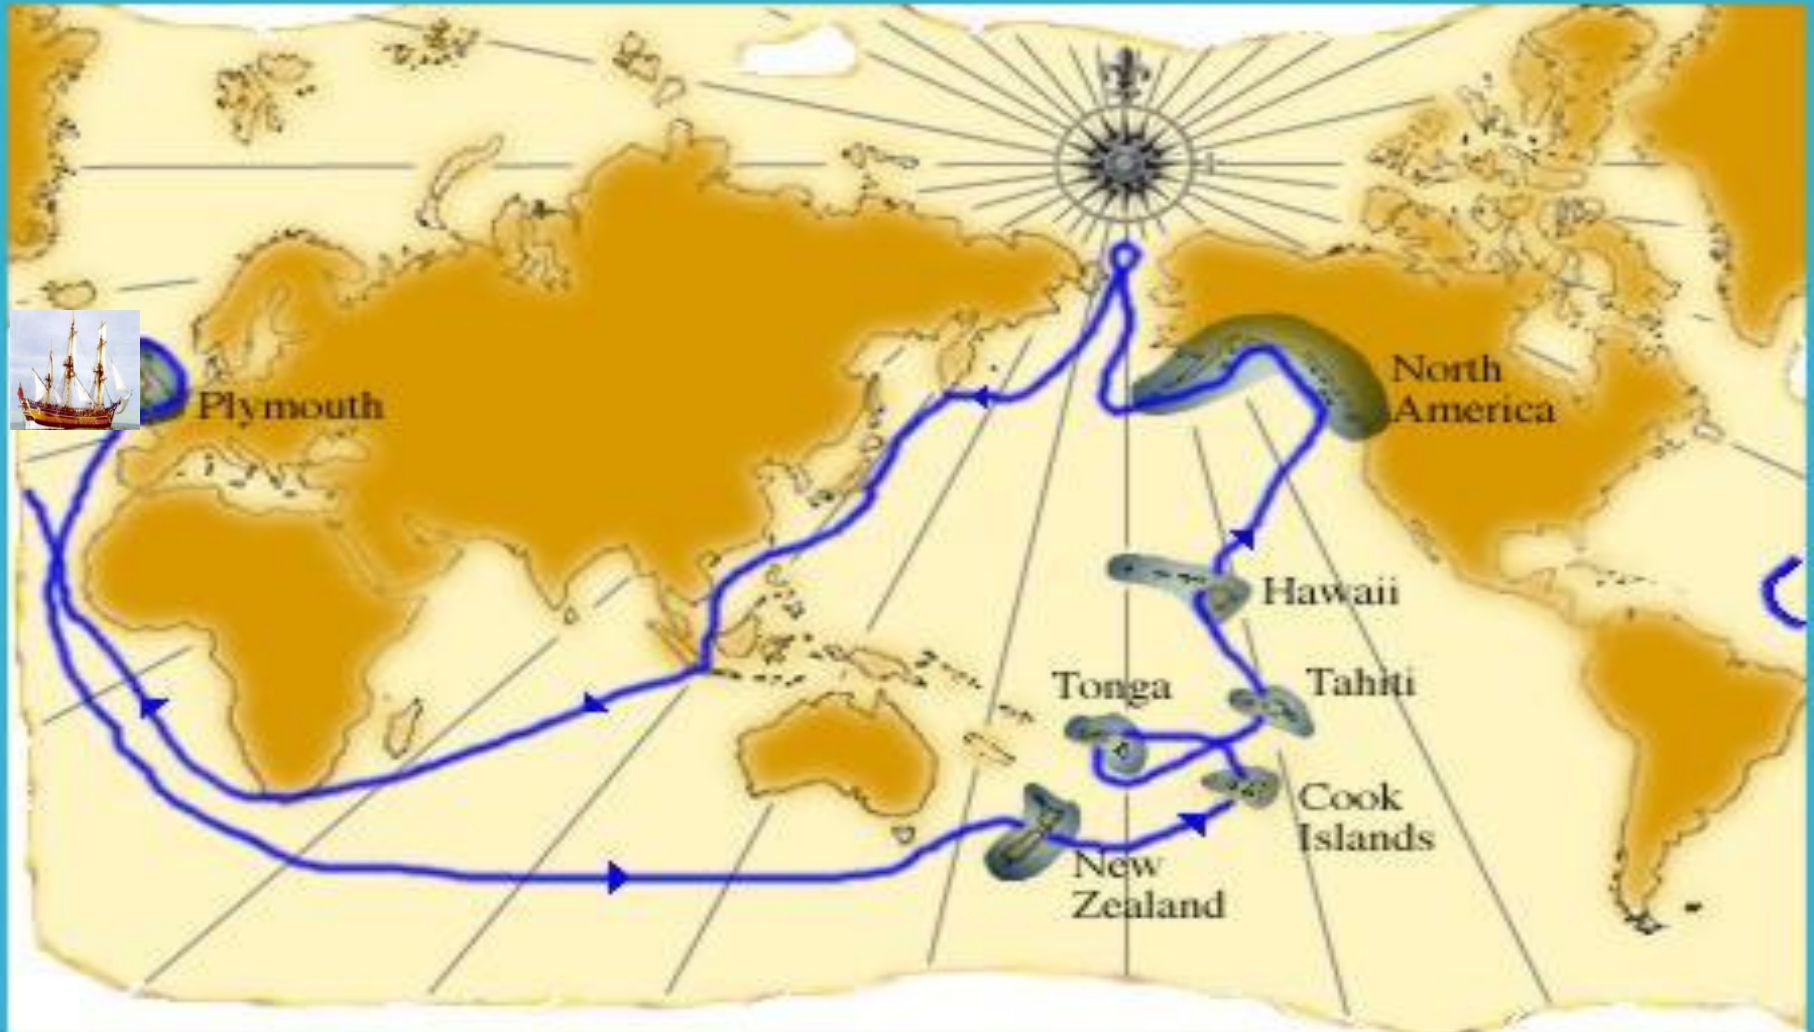 Plymouth
North
America
Hawaii
Tonga
Tahiti
Cook
Islands
New
Zealand